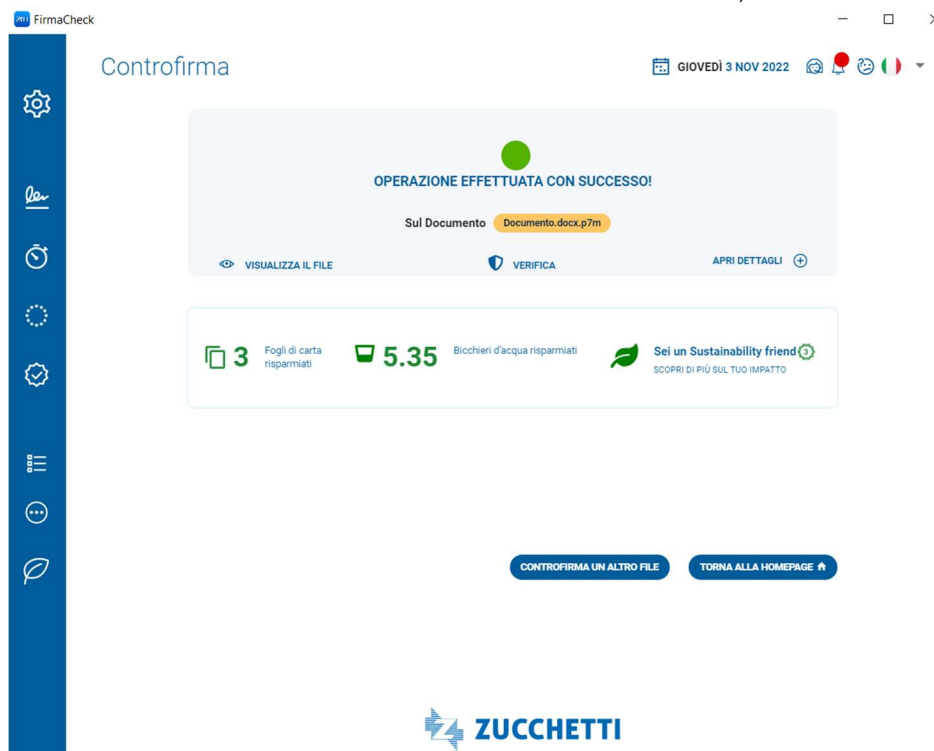 FirmaCheck
Controfirma
GIOVEDÌ 3 NOV 2022
OPERAZIONE EFFETTUATA CON SUCCESSO!
Sul Documento Documento.docx.p7m
VISUALIZZA IL FILE VERIFICA APRI DETTAGLI
3 Fogli di carta risparmiati
5.35 Bicchieri d'acqua risparmiati
Sei un Sustainability friend 3
SCOPRI DI PIÙ SUL TUO IMPATTO
CONTROFIRMA UN ALTRO FILE TORNA ALLA HOMEPAGE
ZUCCHETTI